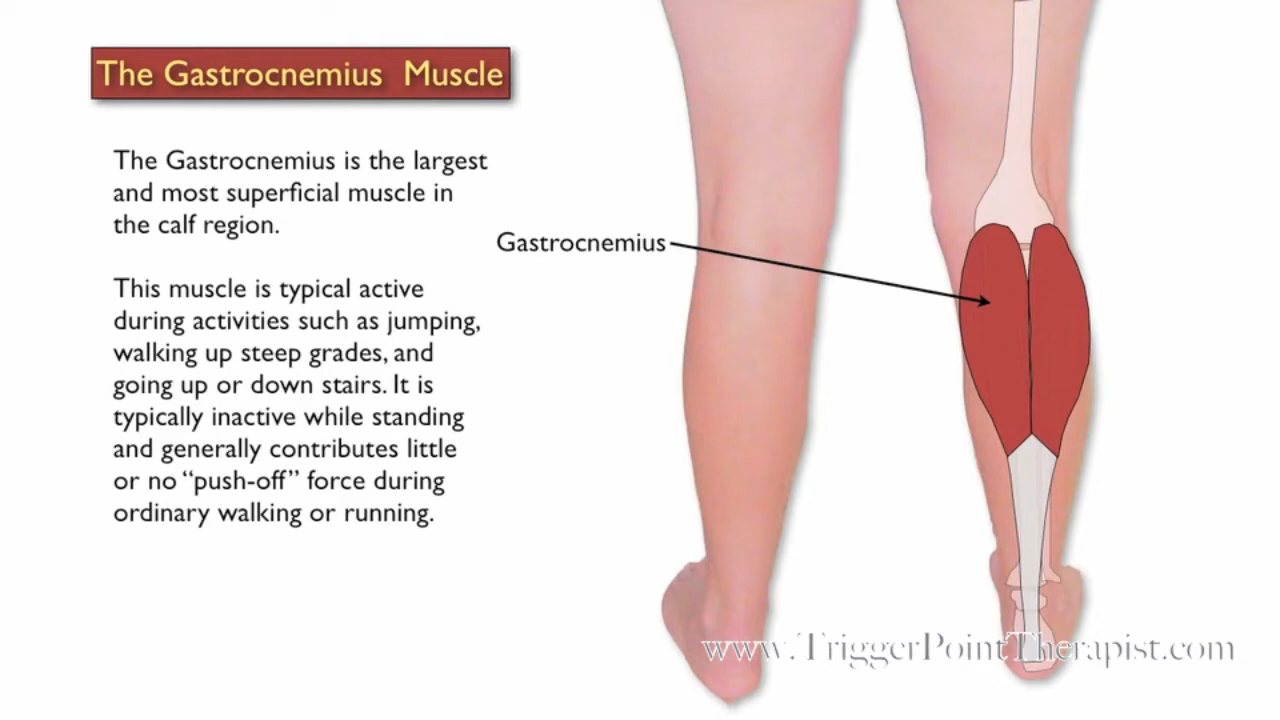 The Gastrocnemius Muscle
The Gastrocnemius is the largest
and most superficial muscle in
the calf region.
Gastrocnemius
This muscle is typical active
during activities such as jumping,
walking up steep grades, and
going up or down stairs. It is
typically inactive while standing
and generally contributes little
or no “push-off” force during
ordinary walking or running.
www.TriggerPointTherapist.com